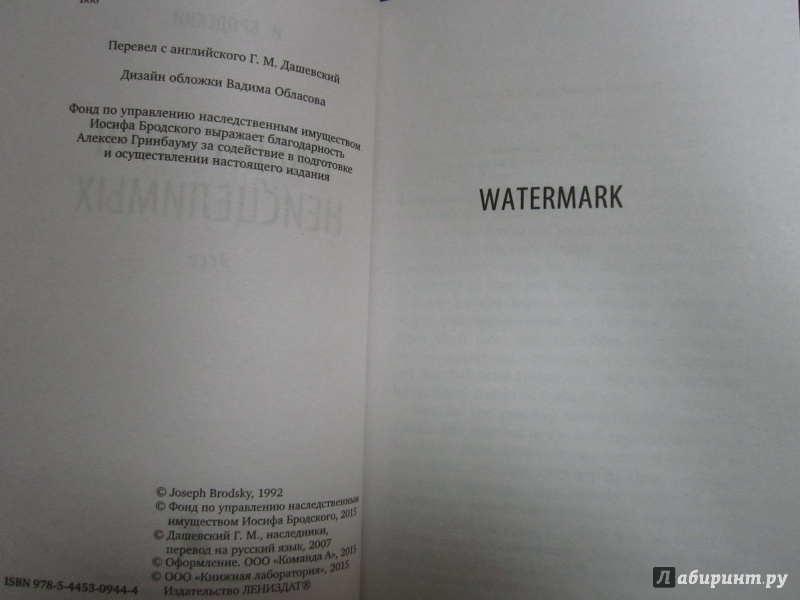 Перевел с английского Г. М. Дашевский
Дизайн обложки Вадима Обласова
Фонд по управлению наследственным имуществом
Иосифа Бродского выражает благодарность
Алексею Гринбауму за содействие в подготовке
и осуществлении настоящего издания
НЕИСЦЕЛИМЫХ
Эссе
© Joseph Brodsky, 1992
© Фонд по управлению наследственным
имуществом Иосифа Бродского, 2015
© Дашевский Г. М., наследники,
перевод на русский язык, 2007
© Оформление. ООО «Команда А», 2015
© ООО «Книжная лаборатория», 2015
ISBN 978-5-4453-0944-4
Издательство ЛЕНИЗДАТ®
WATERMARK
Лабиринт.ру